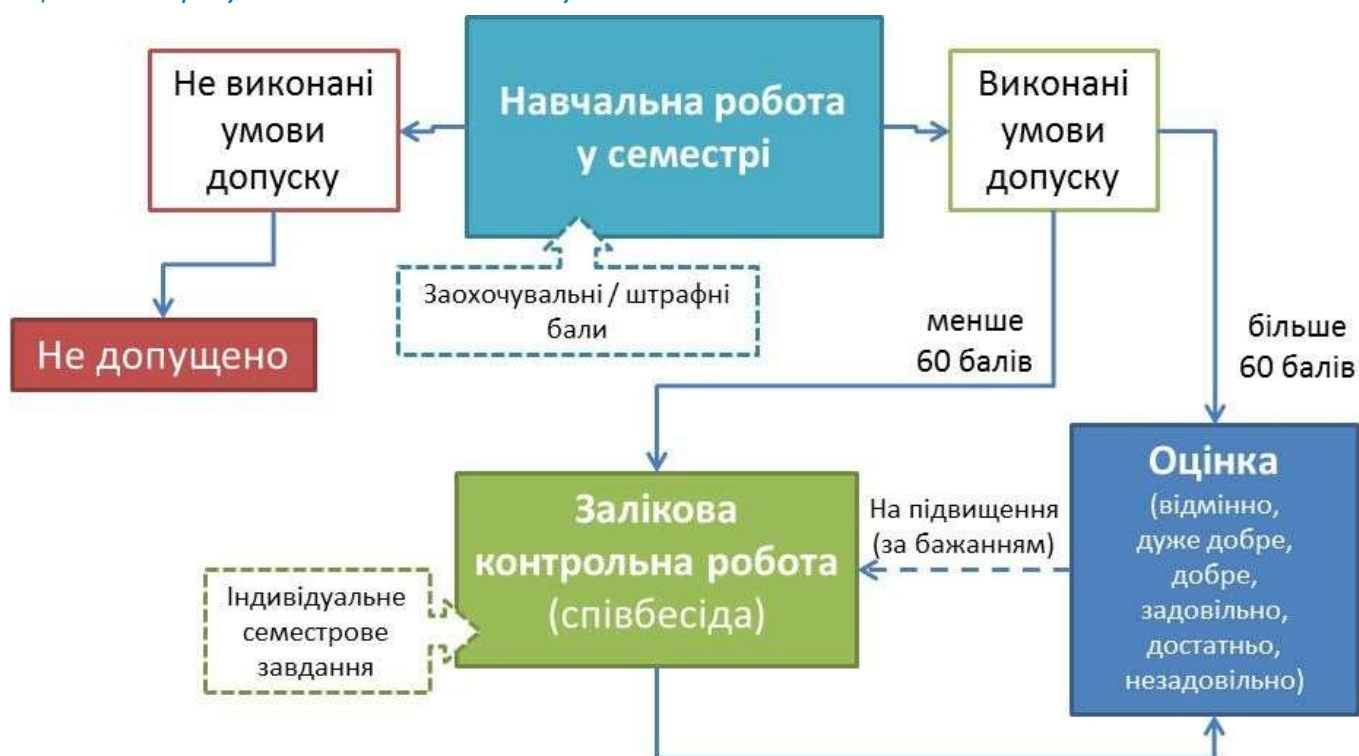 Не виконані
умови
допуску
Навчальна робота
у семестрі
Виконані
умови
допуску
Заохочувальні / штрафні
бали
Не допущено
менше
60 балів
більше
60 балів
Залікова
контрольна робота
(співбесіда)
На підвищення
(за бажанням)
Оцінка
(відмінно,
дуже добре,
добре,
задовільно,
достатньо,
незадовільно)
Індивідуальне
семестрове
завдання